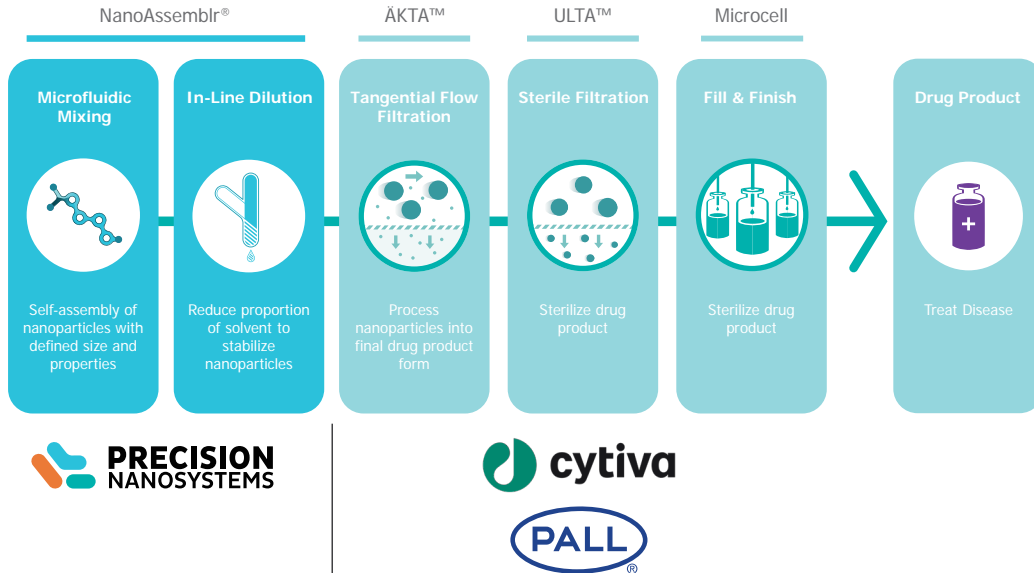 NanoAssemblr®
ÄKTA™
ULTA™
Microcell
Microfluidic
Mixing
Self-assembly of
nanoparticles with
defined size and
properties
In-Line Dilution
Reduce proportion
of solvent to
stabilize
nanoparticles
Tangential Flow
Filtration
Process
nanoparticles into
final drug product
form
Sterile Filtration
Sterilize drug
product
Fill & Finish
Sterilize drug
product
Drug Product
Treat Disease
PRECISION
NANOSYSTEMS
cytiva
PALL®